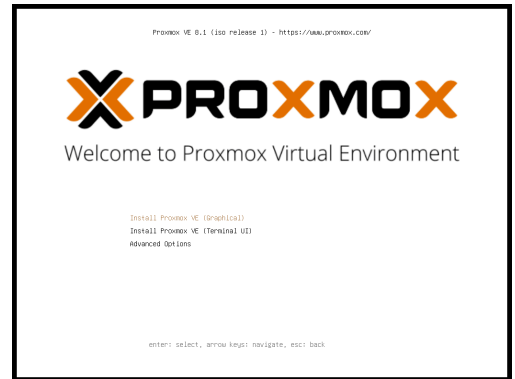 Proxmox VE 8.1 (iso release 1) - https://www.proxmox.com/
PROXMOX
Welcome to Proxmox Virtual Environment
Install Proxmox VE (Graphical)
Install Proxmox VE (Terminal UI)
Advanced Options
enter: select, arrow keys: navigate, esc: back